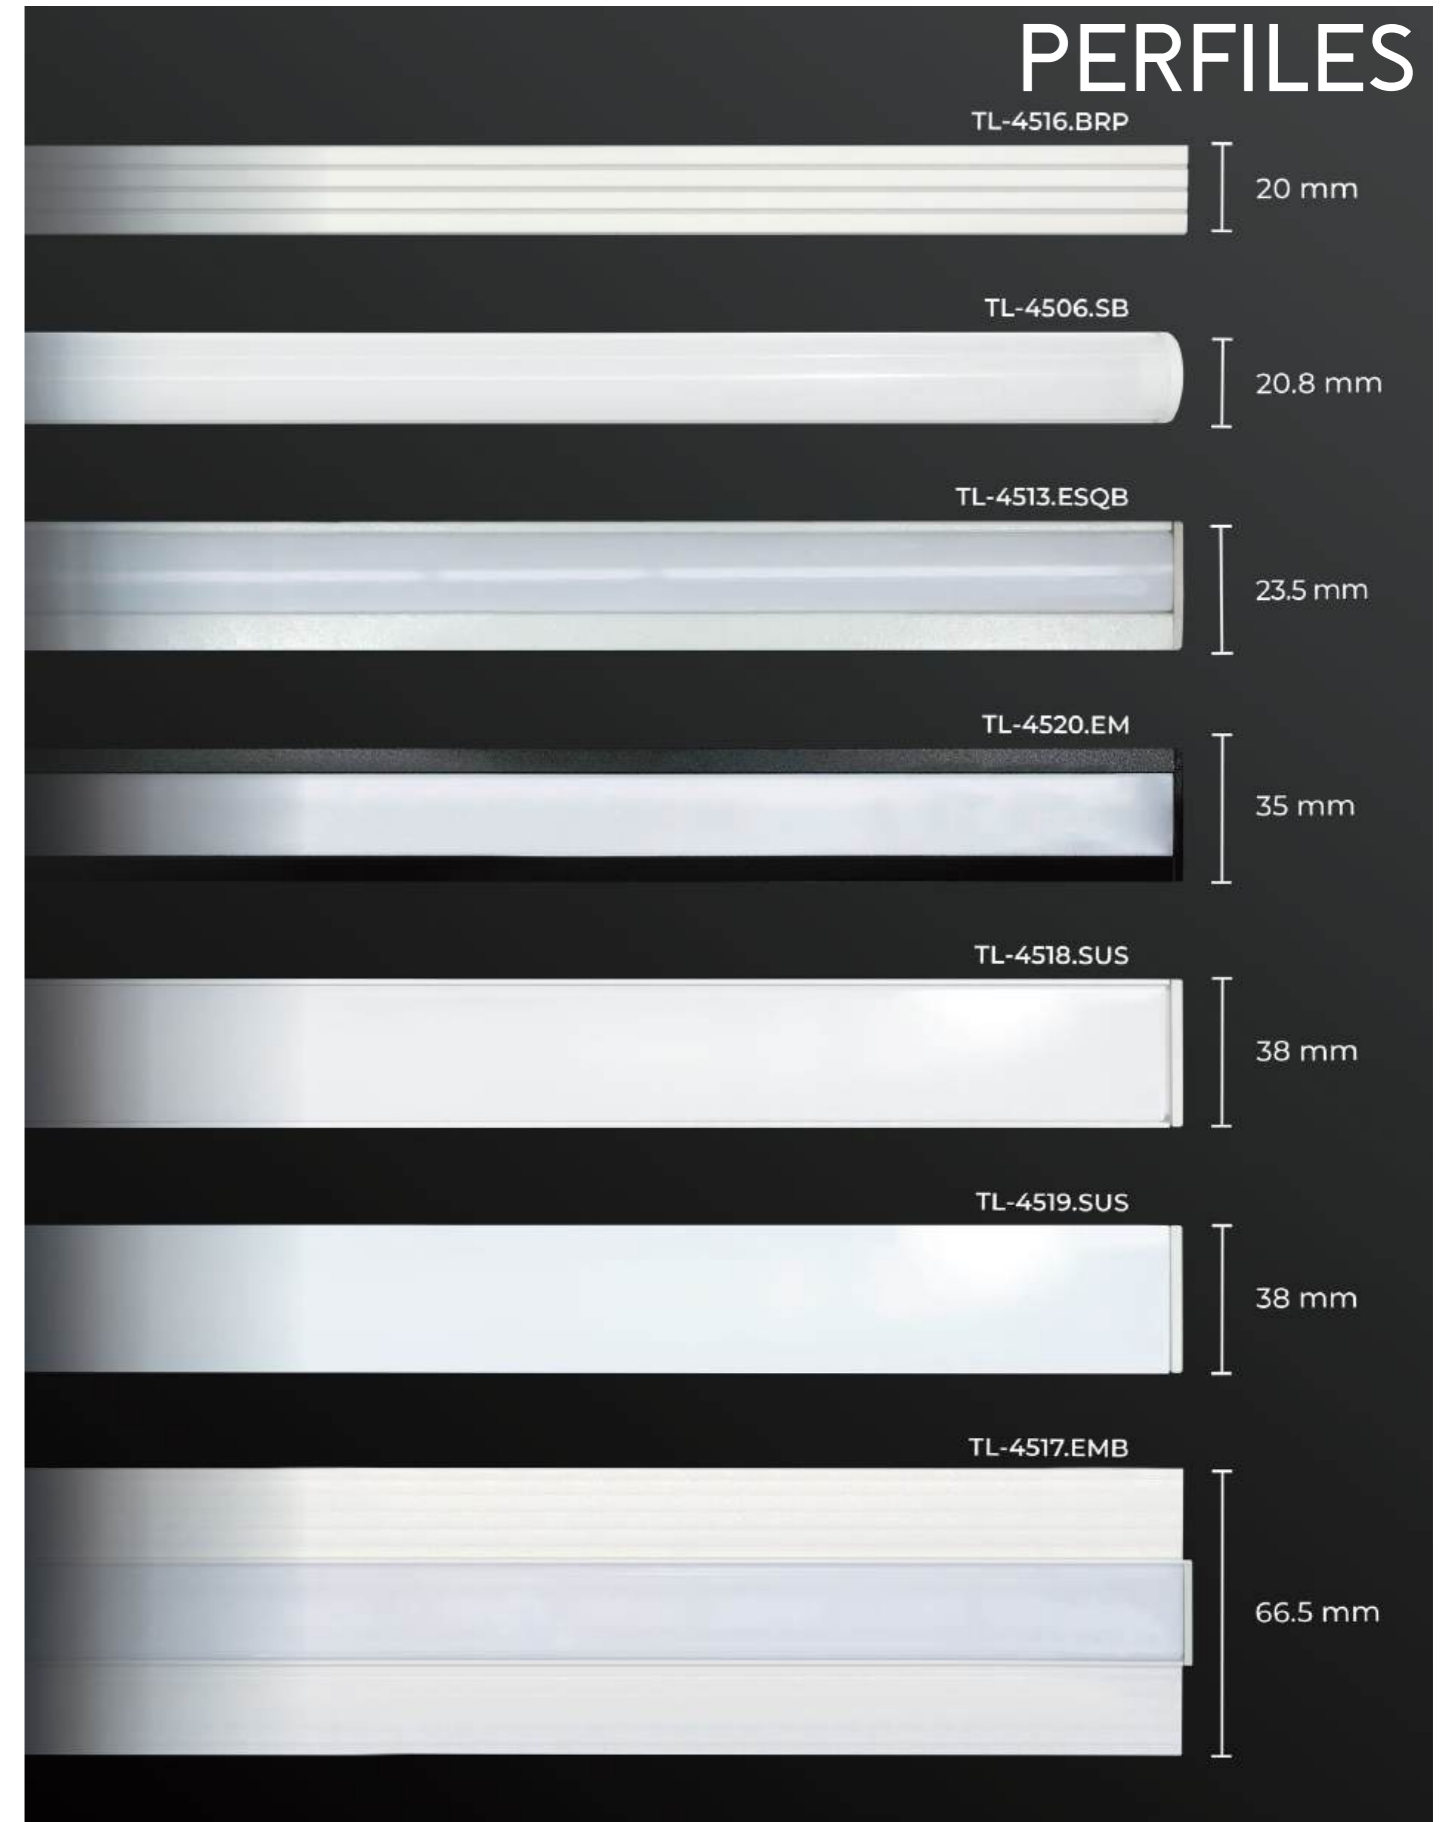 PERFILES
TL-4516.BRP
20 mm
TL-4506.SB
20.8 mm
TL-4513.ESQB
23.5 mm
TL-4520.EM
35 mm
TL-4518.SUS
38 mm
TL-4519.SUS
38 mm
TL-4517.EMB
66.5 mm